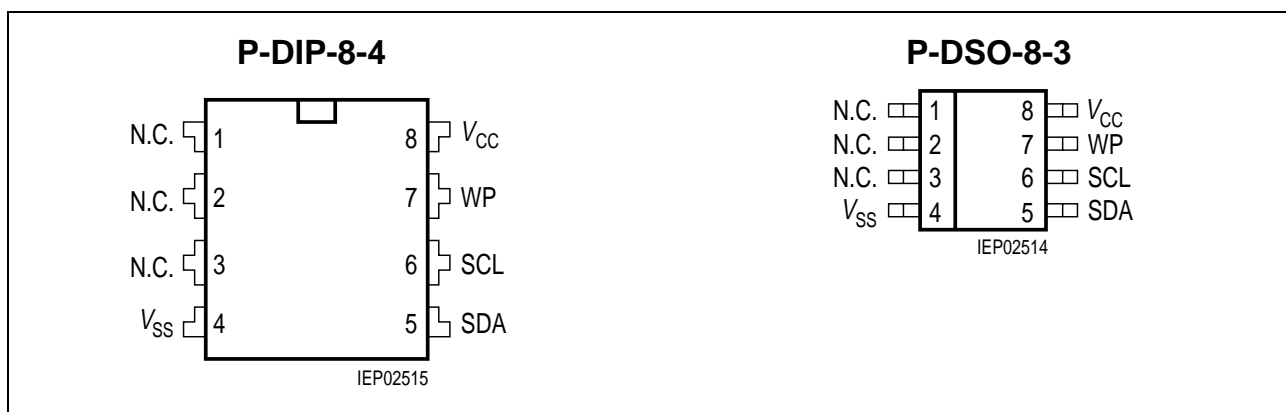 P-DIP-8-4
N.C. 1 8 VCC
N.C. 2 7 WP
N.C. 3 6 SCL
VSS 4 5 SDA
IEP02515
P-DSO-8-3
N.C. 1 8 VCC
N.C. 2 7 WP
N.C. 3 6 SCL
VSS 4 5 SDA
IEP02514